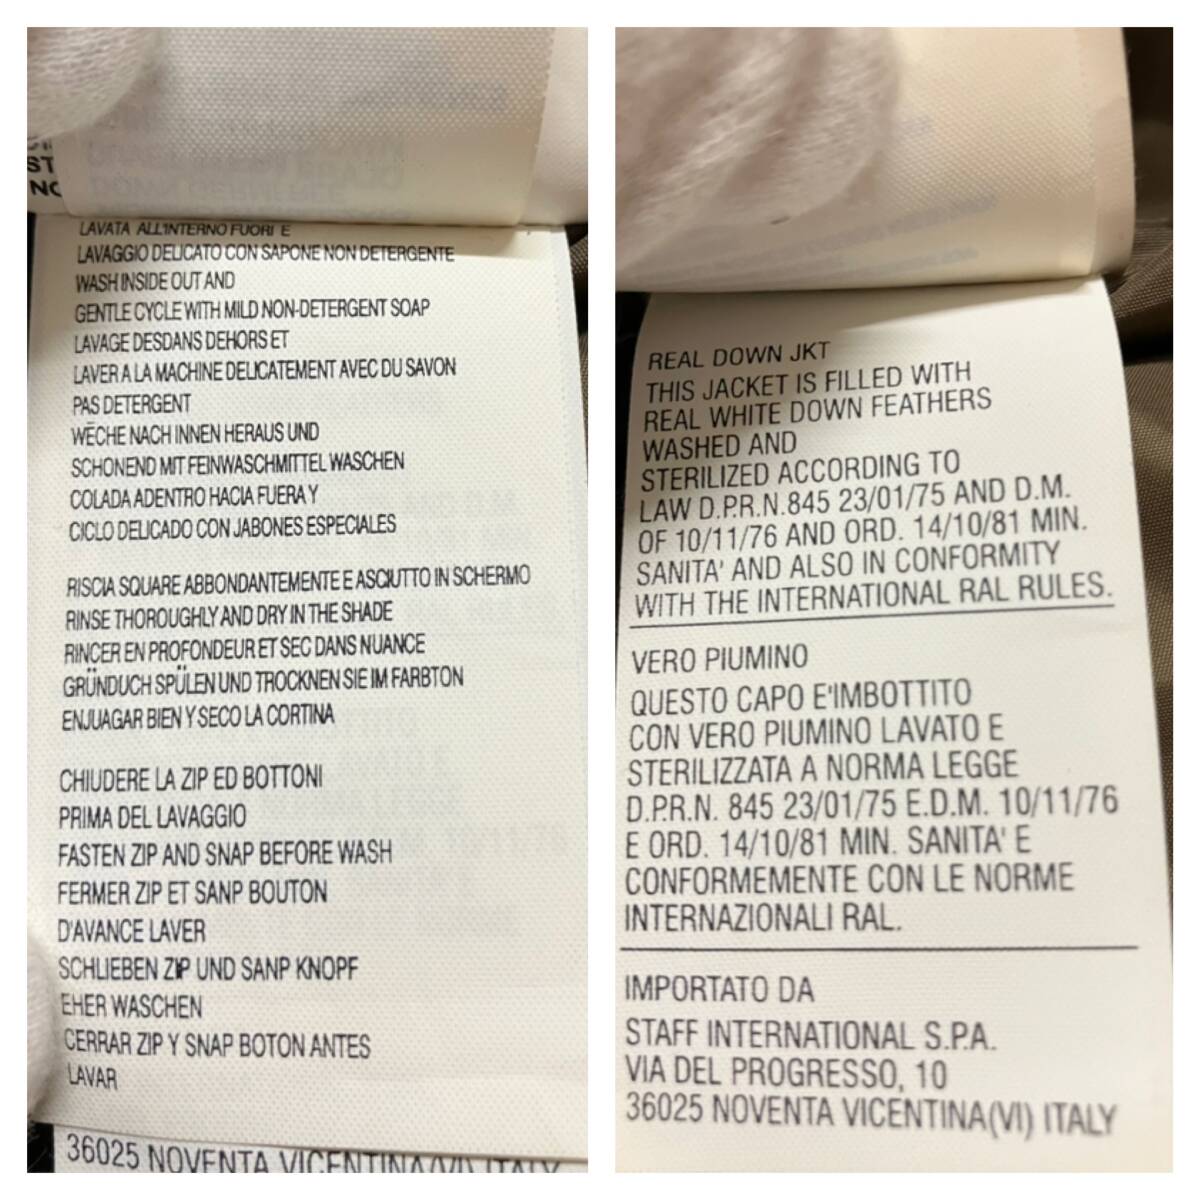 ST
NO
LAVATA ALL'INTERNO FUORI E
LAVAGGIO DELICATO CON SAPONE NON DETERGENTE
WASH INSIDE OUT AND
GENTLE CYCLE WITH MILD NON-DETERGENT SOAP
LAVAGE DESDANS DEHORS ET
LAVER A LA MACHINE DELICATEMENT AVEC DU SAVON
PAS DETERGENT
WËCHE NACH INNEN HERAUS UND
SCHONEND MIT FEINWASCHMITTEL WASCHEN
COLADA ADENTRO HACIA FUERA Y
CICLO DELICADO CON JABONES ESPECIALES
RISCIA SQUARE ABBONDANTEMENTE E ASCIUTTO IN SCHERMO
RINSE THOROUGHLY AND DRY IN THE SHADE
RINCER EN PROFONDEUR ET SEC DANS NUANCE
GRÜNDUCH SPÜLEN UND TROCKNEN SIE IM FARBTON
ENJUAGAR BIEN Y SECO LA CORTINA
CHIUDERE LA ZIP ED BOTTONI
PRIMA DEL LAVAGGIO
FASTEN ZIP AND SNAP BEFORE WASH
FERMER ZIP ET SANP BOUTON
D'AVANCE LAVER
SCHLIEBEN ZIP UND SANP KNOPF
EHER WASCHEN
CERRAR ZIP Y SNAP BOTON ANTES
LAVAR
36025 NOVENTA VICENTINA(VI) ITALY
REAL DOWN JKT
THIS JACKET IS FILLED WITH
REAL WHITE DOWN FEATHERS
WASHED AND
STERILIZED ACCORDING TO
LAW D.P.R.N.845 23/01/75 AND D.M.
OF 10/11/76 AND ORD. 14/10/81 MIN.
SANITA' AND ALSO IN CONFORMITY
WITH THE INTERNATIONAL RAL RULES.
VERO PIUMINO
QUESTO CAPO E'IMBOTTITO
CON VERO PIUMINO LAVATO E
STERILIZZATA A NORMA LEGGE
D.P.R.N. 845 23/01/75 E.D.M. 10/11/76
E ORD. 14/10/81 MIN. SANITA' E
CONFORMEMENTE CON LE NORME
INTERNAZIONALI RAL.
IMPORTATO DA
STAFF INTERNATIONAL S.P.A.
VIA DEL PROGRESSO, 10
36025 NOVENTA VICENTINA(VI) ITALY